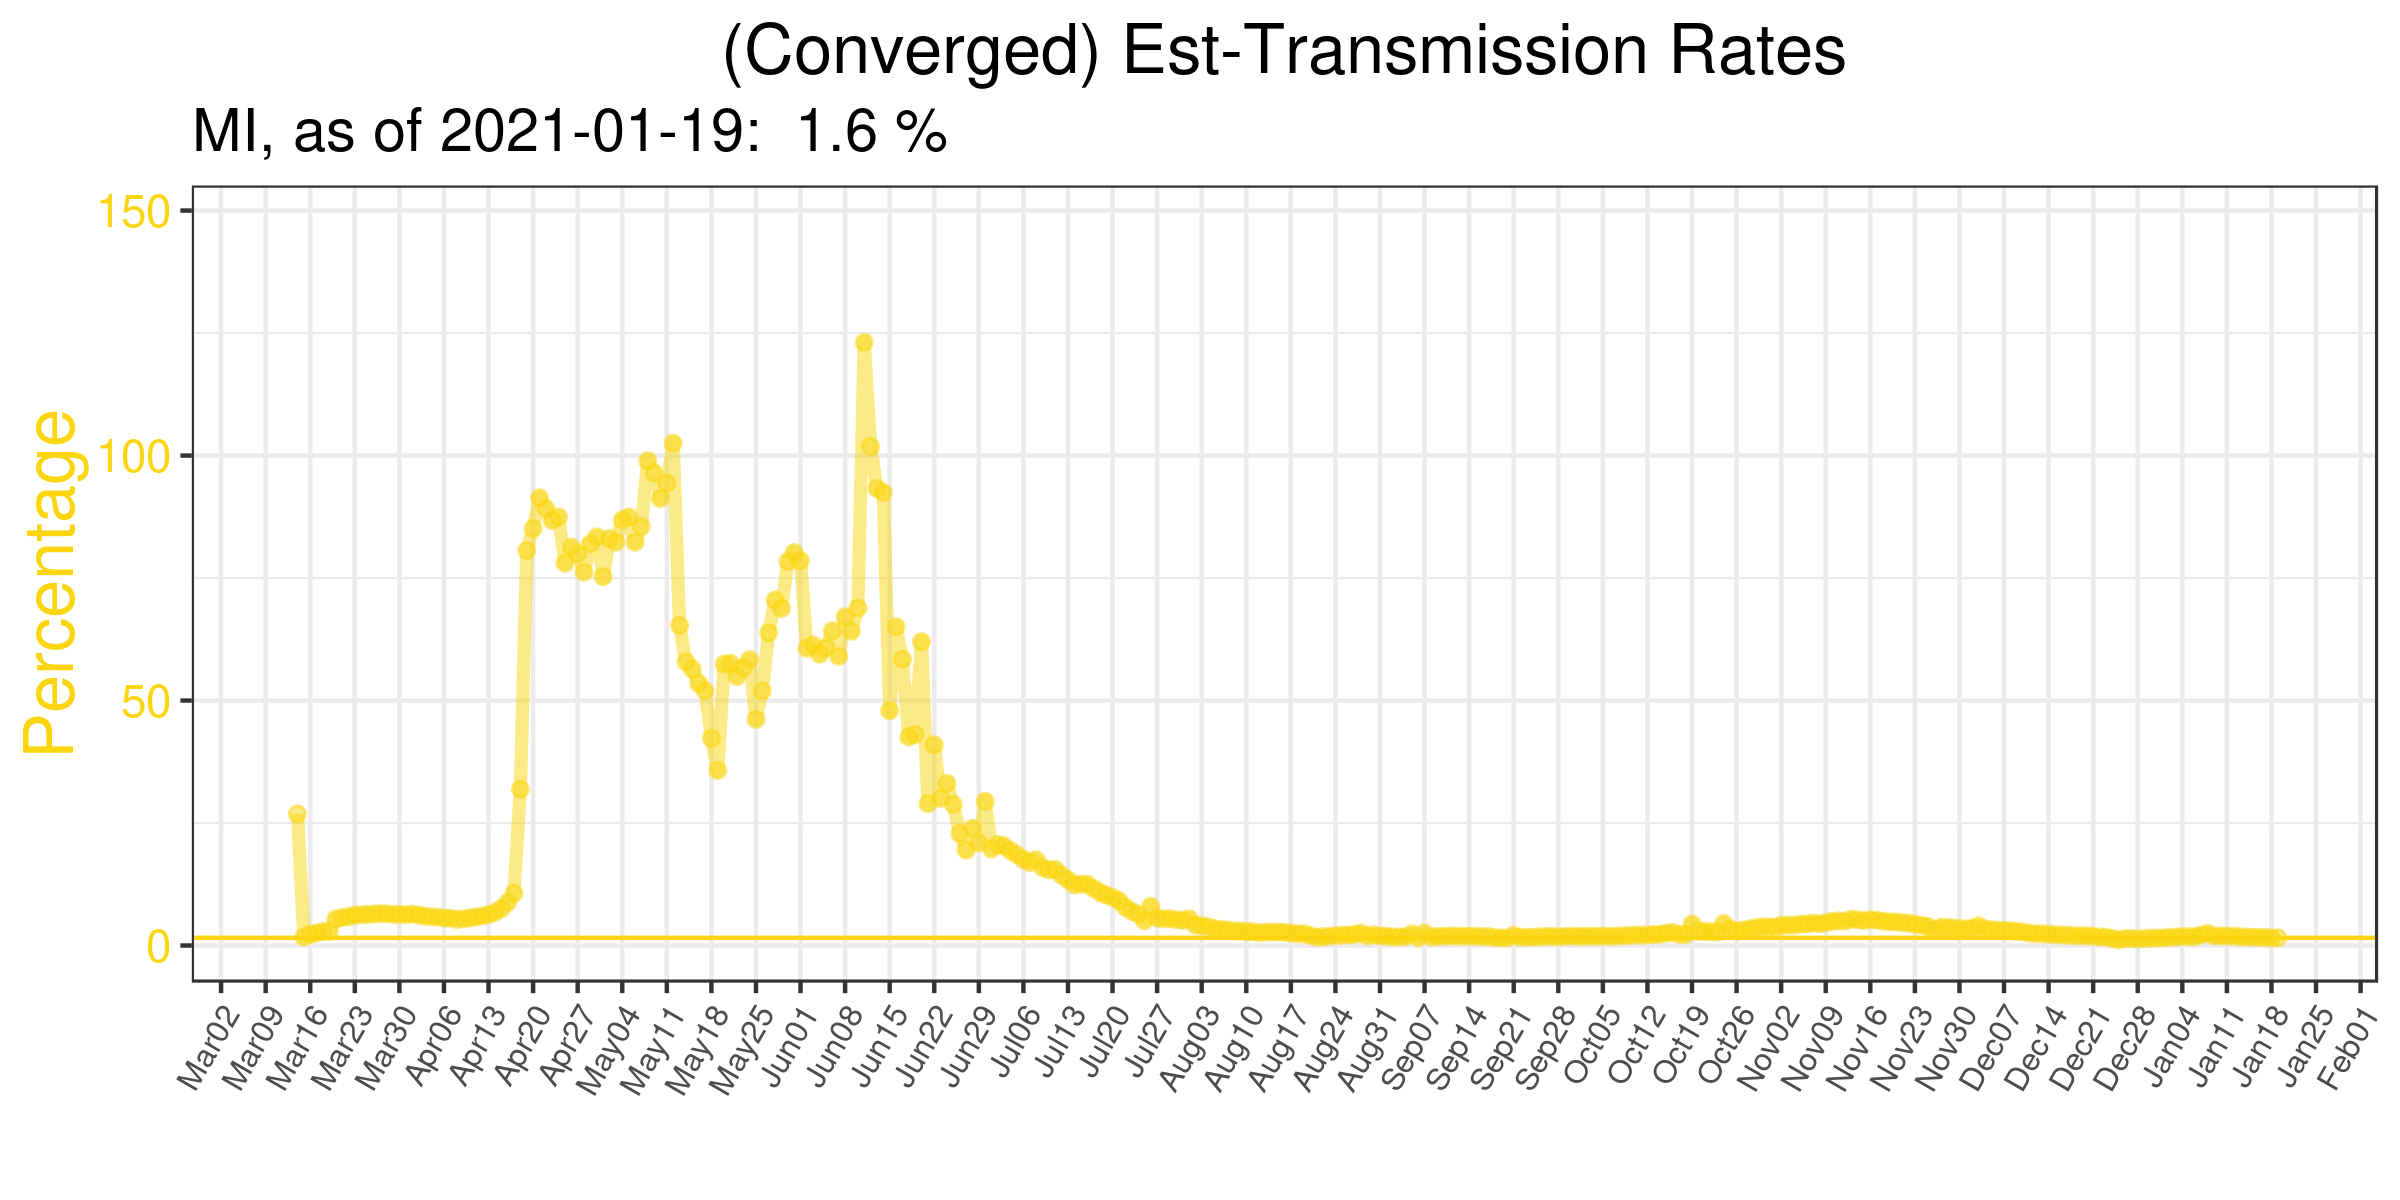 (Converged) Est-Transmission Rates
MI, as of 2021-01-19:  1.6 %
Percentage
150
100
50
0
Mar02
Mar09
Mar16
Mar23
Mar30
Apr06
Apr13
Apr20
Apr27
May04
May11
May18
May25
Jun01
Jun08
Jun15
Jun22
Jun29
Jul06
Jul13
Jul20
Jul27
Aug03
Aug10
Aug17
Aug24
Aug31
Sep07
Sep14
Sep21
Sep28
Oct05
Oct12
Oct19
Oct26
Nov02
Nov09
Nov16
Nov23
Nov30
Dec07
Dec14
Dec21
Dec28
Jan04
Jan11
Jan18
Jan25
Feb01